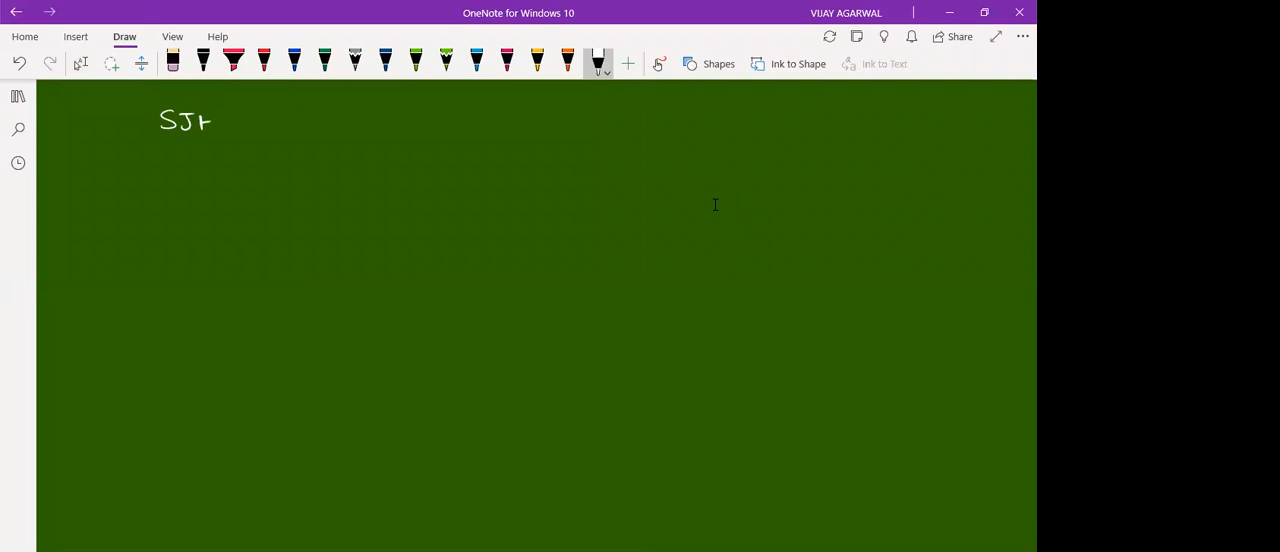 OneNote for Windows 10
VIJAY AGARWAL
Home Insert Draw View Help
Share
Shapes Ink to Shape Ink to Text
SJF